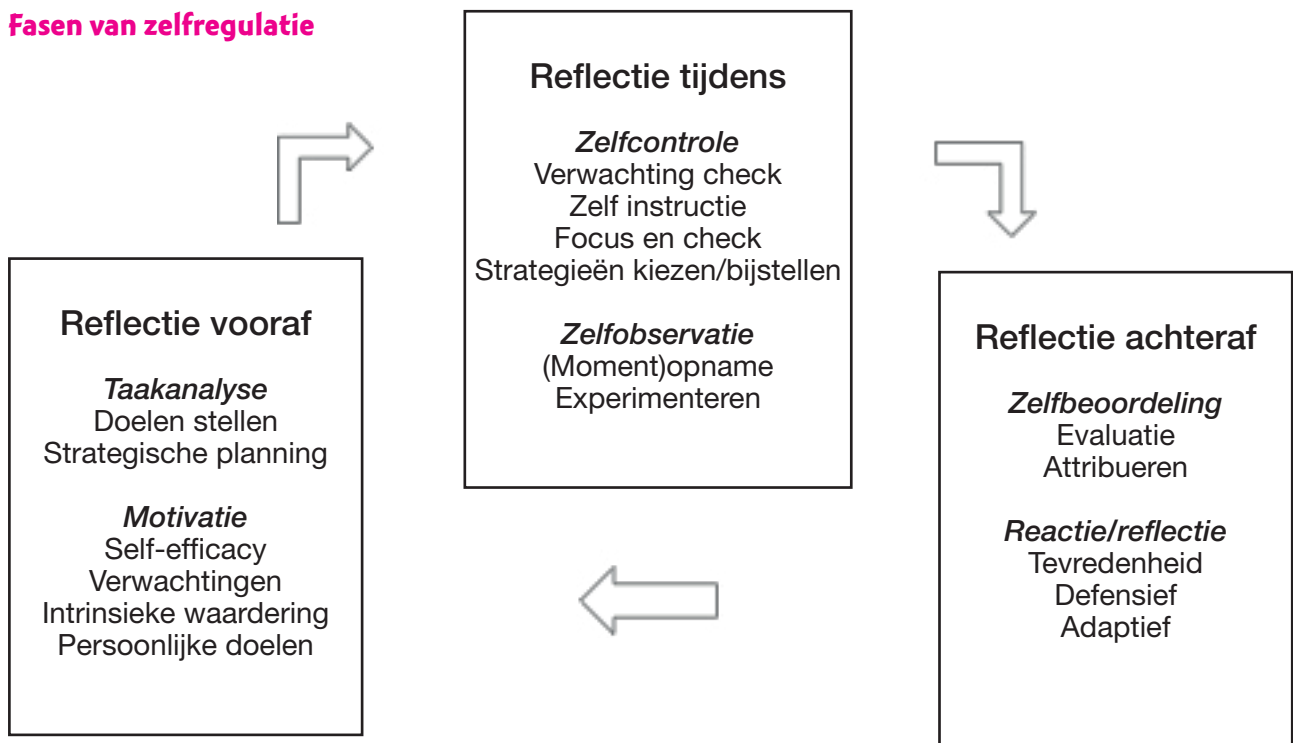 Fasen van zelfregulatie
Reflectie vooraf
Taakanalyse
Doelen stellen
Strategische planning
Motivatie
Self-efficacy
Verwachtingen
Intrinsieke waardering
Persoonlijke doelen
Reflectie tijdens
Zelfcontrole
Verwachting check
Zelf instructie
Focus en check
Strategieën kiezen/bijstellen
Zelfobservatie
(Moment)opname
Experimenteren
Reflectie achteraf
Zelfbeoordeling
Evaluatie
Attribueren
Reactie/reflectie
Tevredenheid
Defensief
Adaptief